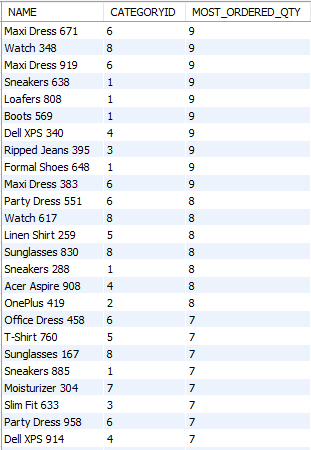 NAME CATEGORYID MOST_ORDERED_QTY
Maxi Dress 671 6 9
Watch 348 8 9
Maxi Dress 919 6 9
Sneakers 638 1 9
Loafers 808 1 9
Boots 569 1 9
Dell XPS 340 4 9
Ripped Jeans 395 3 9
Formal Shoes 648 1 9
Maxi Dress 383 6 9
Party Dress 551 6 8
Watch 617 8 8
Linen Shirt 259 5 8
Sunglasses 830 8 8
Sneakers 288 1 8
Acer Aspire 908 4 8
OnePlus 419 2 8
Office Dress 458 6 7
T-Shirt 760 5 7
Sunglasses 167 8 7
Sneakers 885 1 7
Moisturizer 304 7 7
Slim Fit 633 3 7
Party Dress 958 6 7
Dell XPS 914 4 7